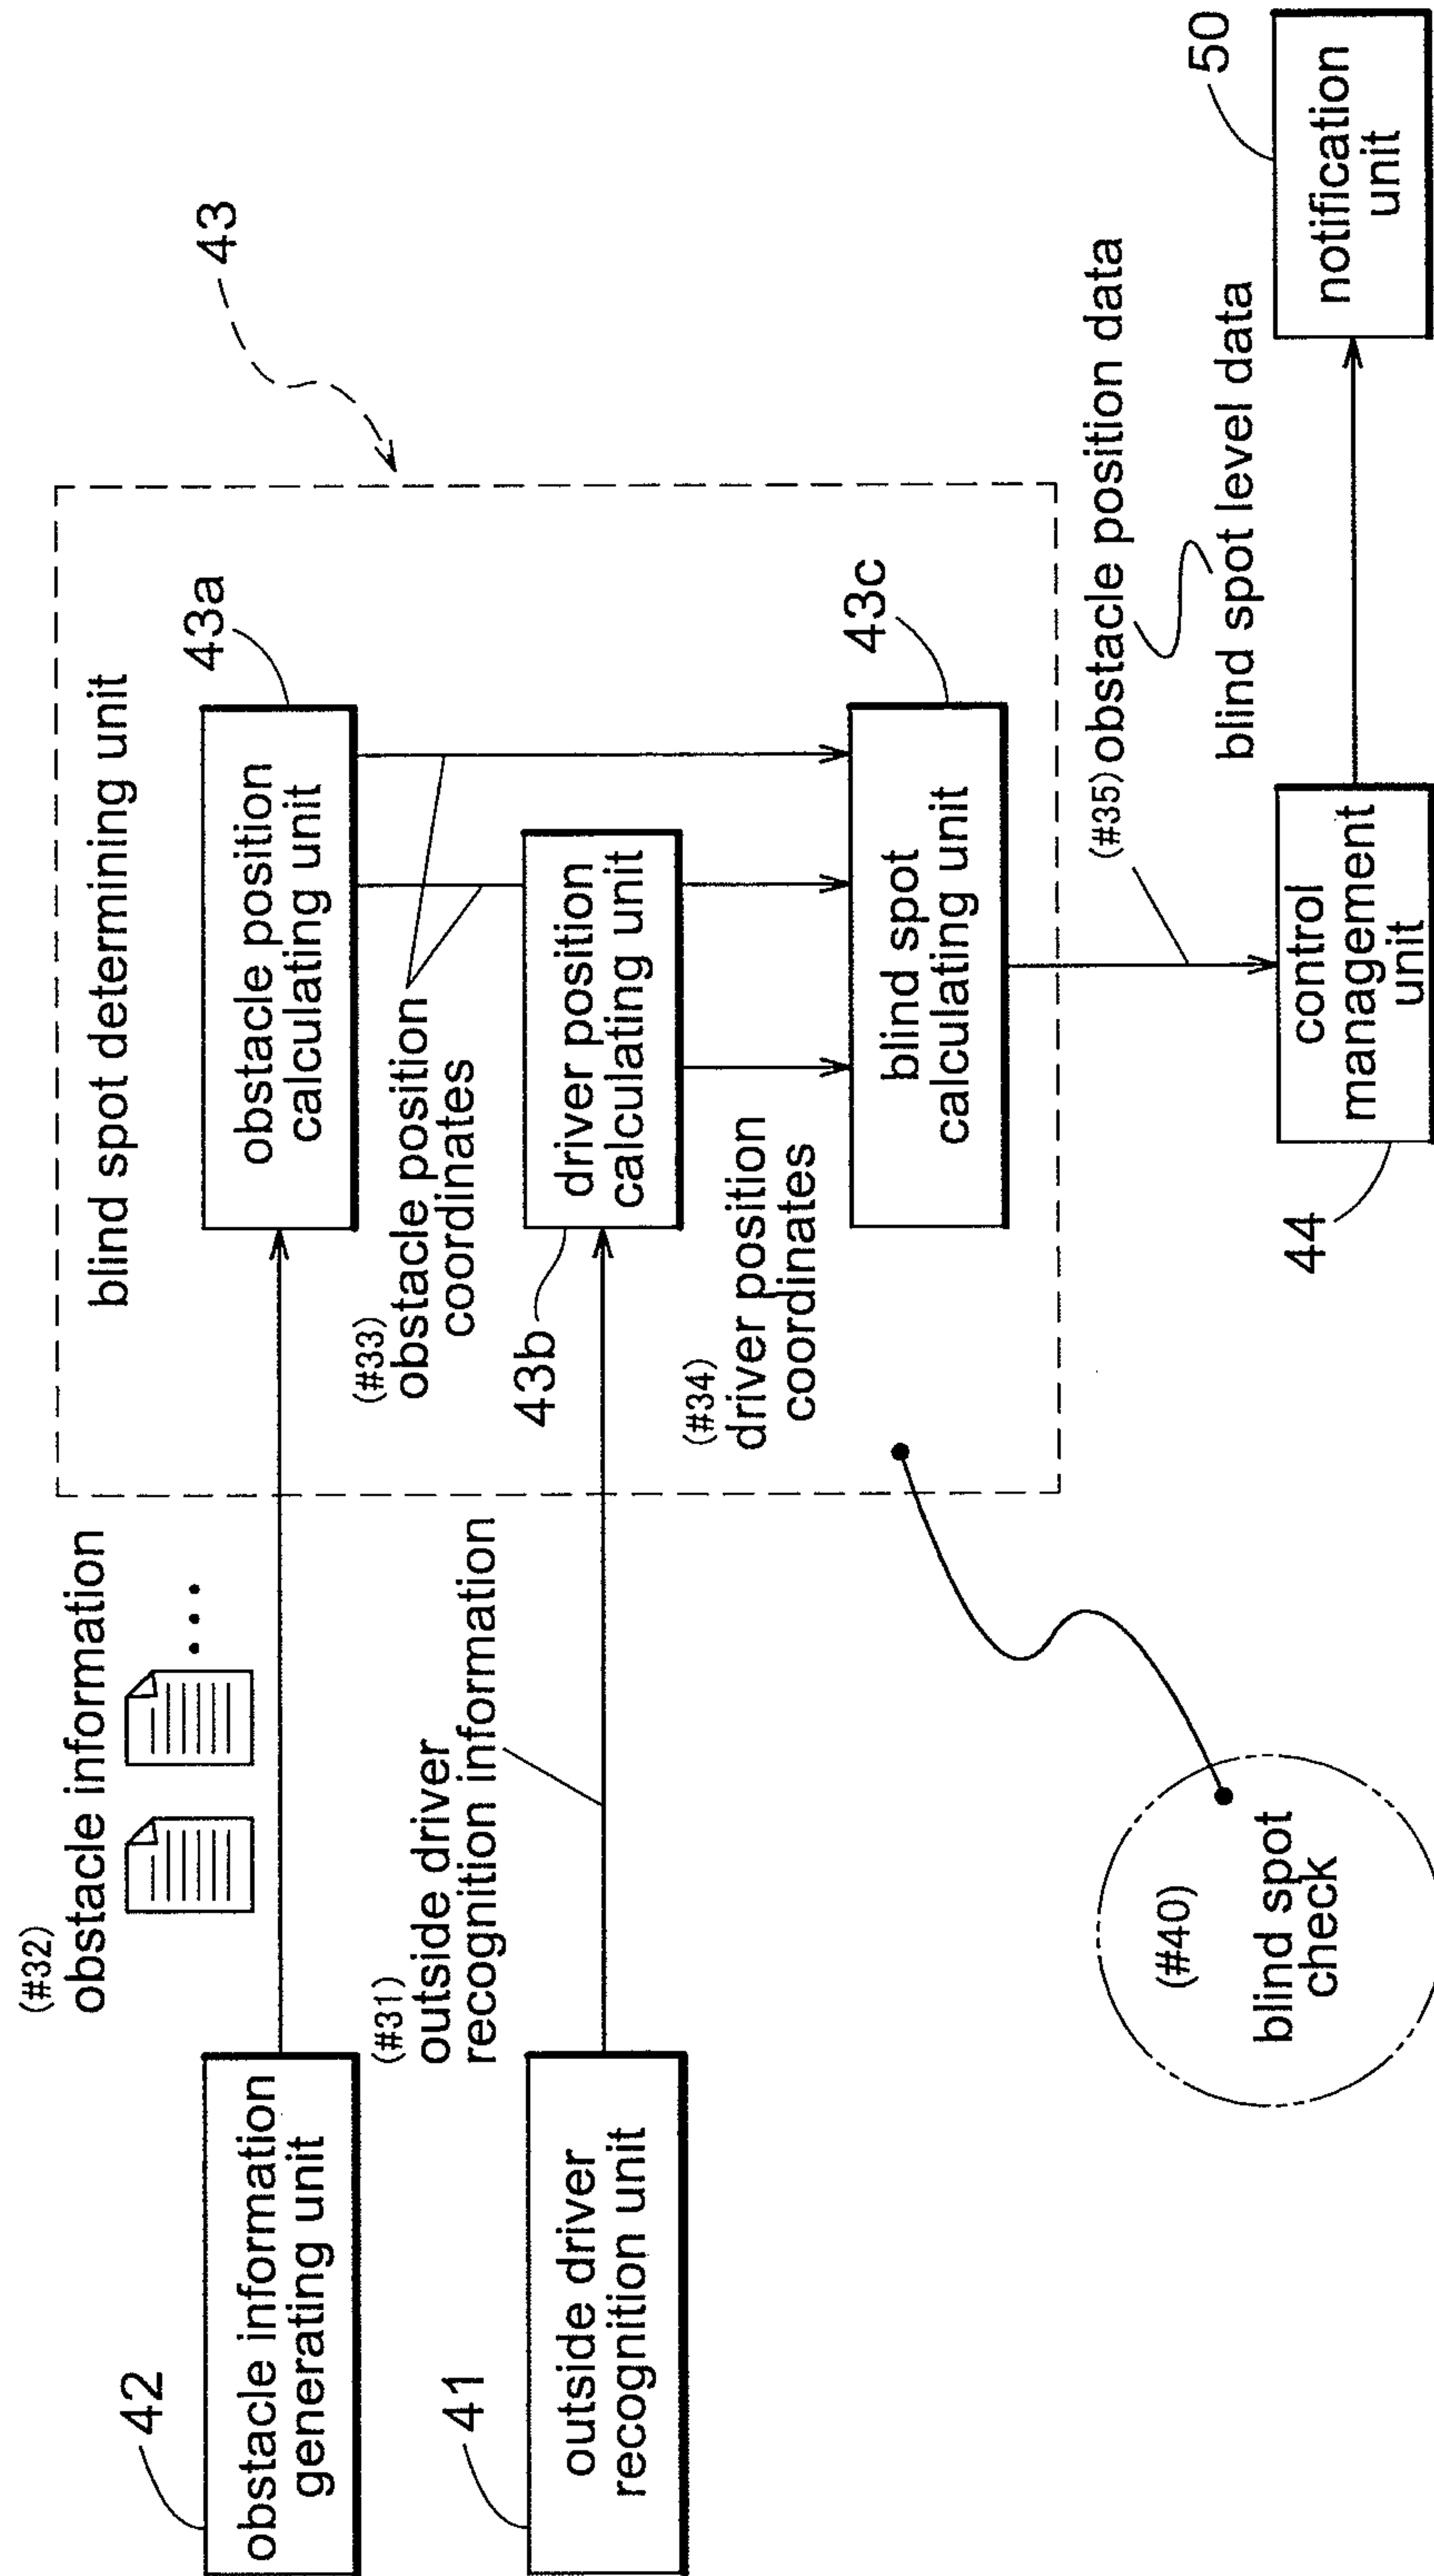 (#32)
obstacle information
42
obstacle information
generating unit
(#31)
outside driver
recognition information
41
outside driver
recognition unit
blind spot determining unit
43
43a
obstacle position
calculating unit
(#33)
obstacle position
coordinates
43b
driver position
calculating unit
(#34)
driver position
coordinates
43c
blind spot
calculating unit
(#40)
blind spot
check
(#35) obstacle position data
blind spot level data
44
control
management
unit
50
notification
unit